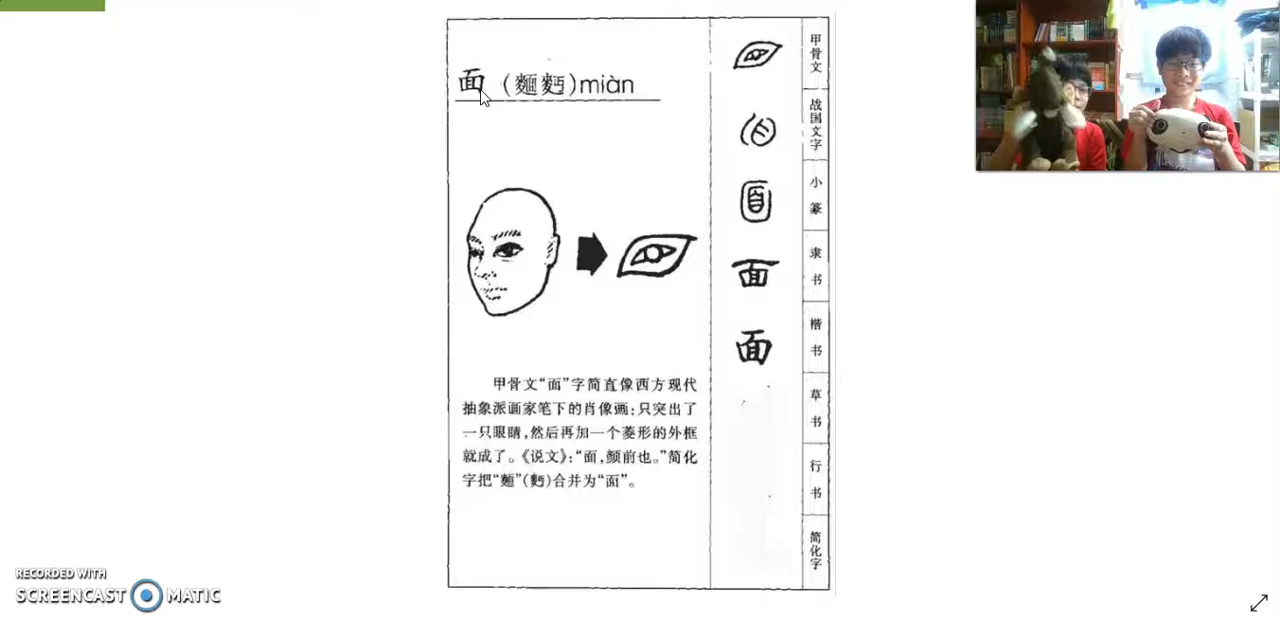 面 (麵麪)miàn
甲骨文“面”字简直像西方现代
抽象派画家笔下的肖像画:只突出了
一只眼睛,然后再加一个菱形的外框
就成了。《说文》:“面,颜前也。”简化
字把“麵”(麪)合并为“面”。
甲骨文
战国文字
小篆
隶书
楷书
草书
行书
简化字
面
面
RECORDED WITH
SCREENCAST MATIC